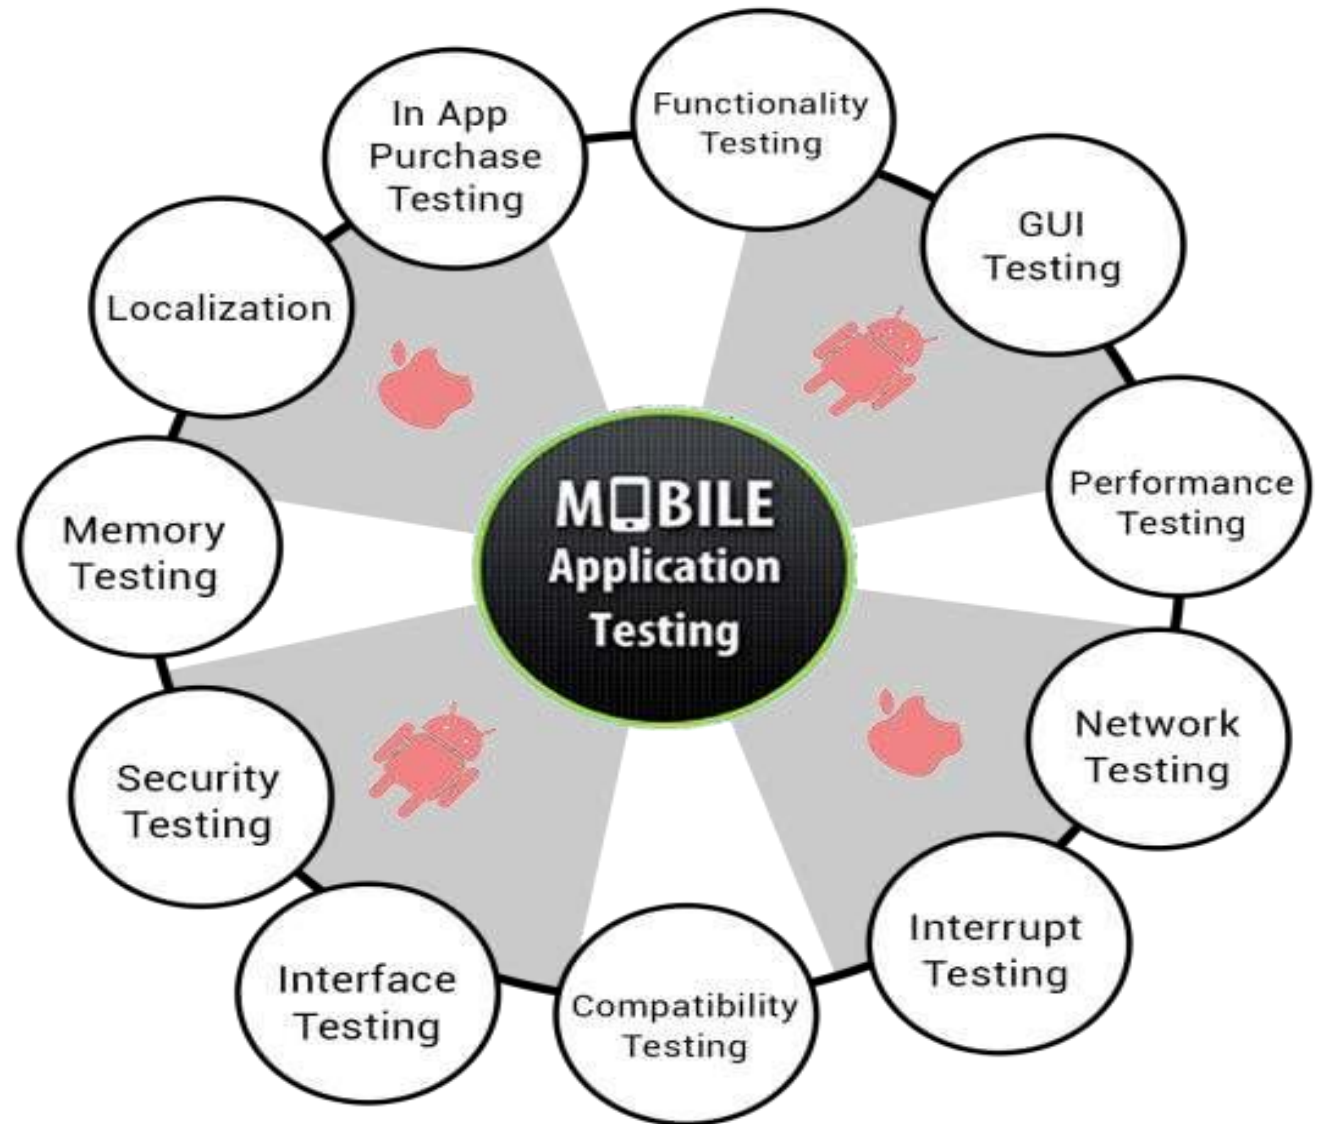 In App
Purchase
Testing
Functionality
Testing
GUI
Testing
Localization
Performance
Testing
Memory
Testing
MOBILE
Application
Testing
Network
Testing
Security
Testing
Interrupt
Testing
Interface
Testing
Compatibility
Testing